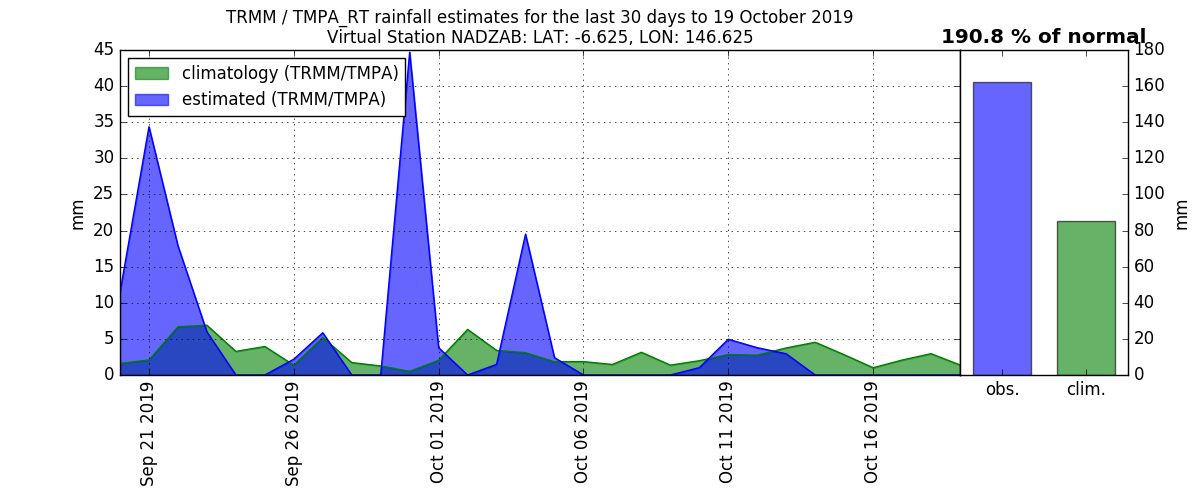 TRMM / TMPA_RT rainfall estimates for the last 30 days to 19 October 2019
Virtual Station NADZAB: LAT: -6.625, LON: 146.625
190.8 % of normal
climatology (TRMM/TMPA)
estimated (TRMM/TMPA)
mm
45
40
35
30
25
20
15
10
5
0
Sep 21 2019
Sep 26 2019
Oct 01 2019
Oct 06 2019
Oct 11 2019
Oct 16 2019
obs.
clim.
180
160
140
120
100
80
60
40
20
0
mm